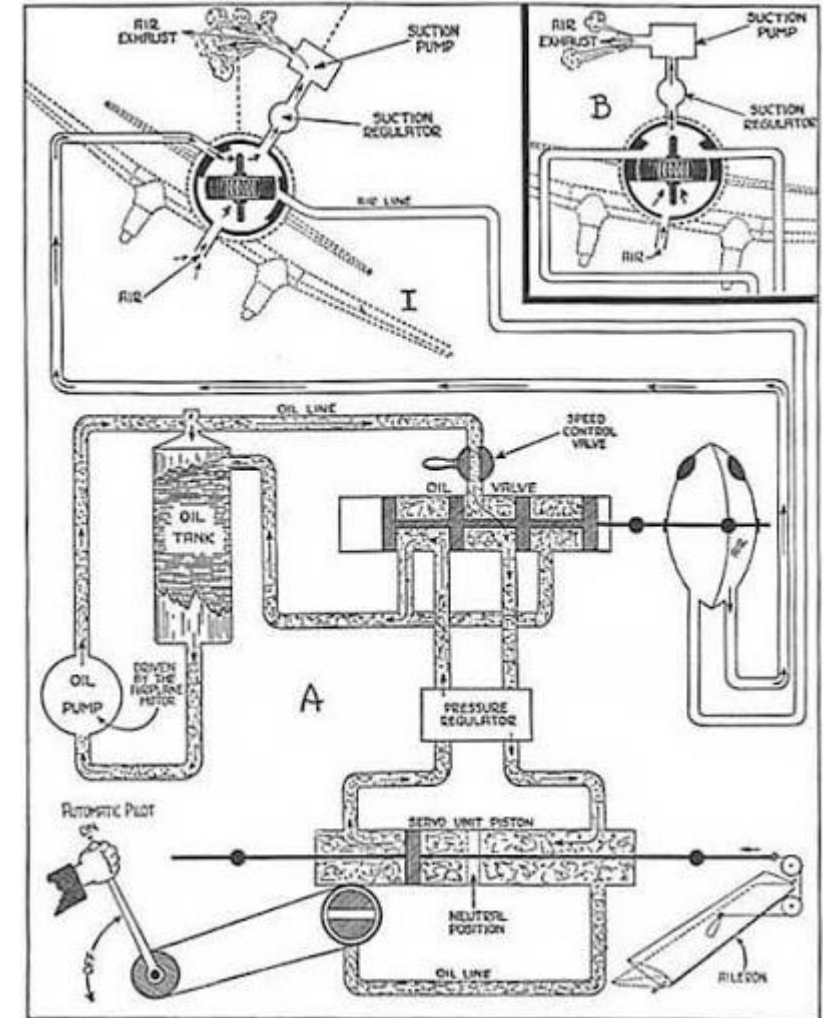 AIR
EXHAUST
SUCTION
PUMP
SUCTION
REGULATOR
AIR LINE
AIR
I
AIR
EXHAUST
SUCTION
PUMP
B
SUCTION
REGULATOR
AIR
OIL LINE
SPEED
CONTROL
VALVE
OIL VALVE
OIL
TANK
AIR
OIL
PUMP
DRIVEN
BY THE
AIRPLANE
MOTOR
A
PRESSURE
REGULATOR
AUTOMATIC PILOT
ON
OFF
SERVO UNIT PISTON
NEUTRAL
POSITION
OIL LINE
AILERON